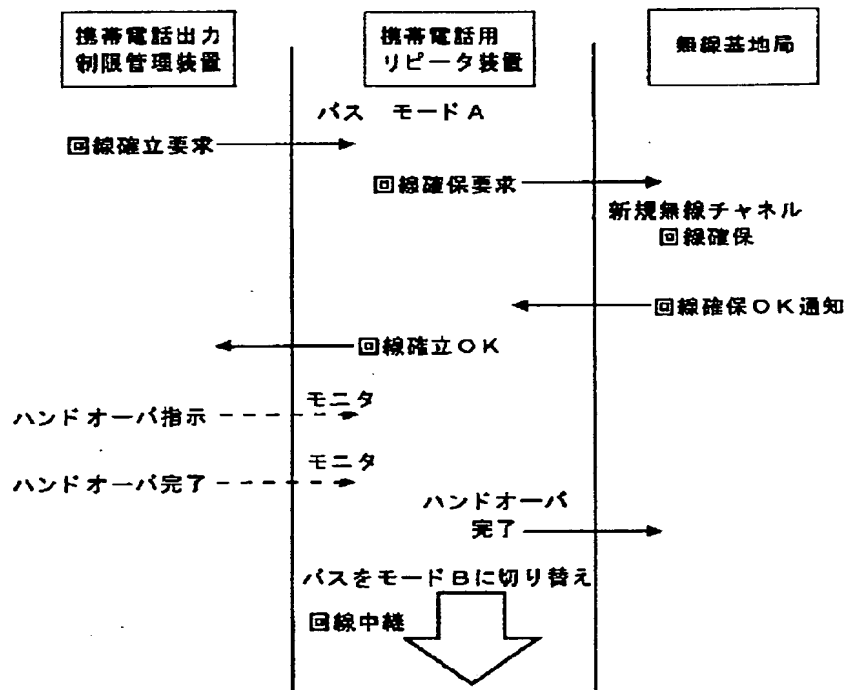 携帯電話出力
制限管理装置
携帯電話用
リピータ装置
無線基地局
パス モードA
回線確立要求
回線確保要求
新規無線チャネル
回線確保
回線確保OK通知
回線確立OK
モニタ
ハンドオーバ指示
モニタ
ハンドオーバ完了
ハンドオーバ
完了
パスをモードBに切り替え
回線中継